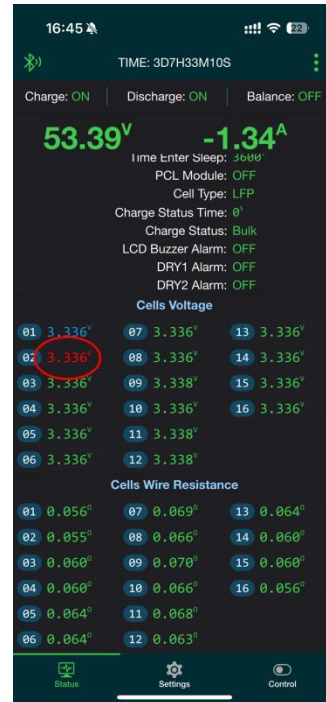 16:45 22
TIME: 3D7H33M10S
Charge: ON Discharge: ON Balance: OFF
53.39V -1.34A
Time Enter Sleep: 3600s
PCL Module: OFF
Cell Type: LFP
Charge Status Time: 0s
Charge Status: Bulk
LCD Buzzer Alarm: OFF
DRY1 Alarm: OFF
DRY2 Alarm: OFF
Cells Voltage
01 3.336V 07 3.336V 13 3.336V
02 3.336V 08 3.336V 14 3.336V
03 3.336V 09 3.338V 15 3.336V
04 3.336V 10 3.336V 16 3.336V
05 3.336V 11 3.338V
06 3.336V 12 3.338V
Cells Wire Resistance
01 0.056Ω 07 0.069Ω 13 0.064Ω
02 0.055Ω 08 0.066Ω 14 0.060Ω
03 0.060Ω 09 0.070Ω 15 0.060Ω
04 0.060Ω 10 0.066Ω 16 0.056Ω
05 0.064Ω 11 0.068Ω
06 0.064Ω 12 0.063Ω
Status Settings Control